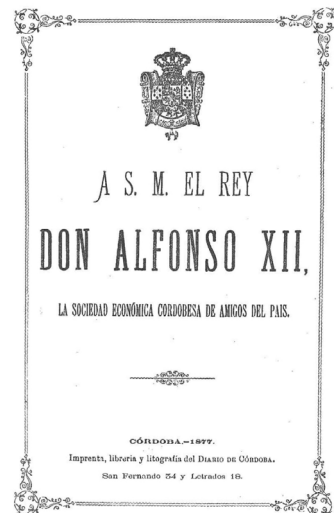 A S. M. EL REY
DON ALFONSO XII,
LA SOCIEDAD ECONÓMICA CORDOBESA DE AMIGOS DEL PAIS.
CÓRDOBA.—1877.
Imprenta, libreria y litografía del DIARIO DE CÓRDOBA.
San Fernando 34 y Letrados 18.